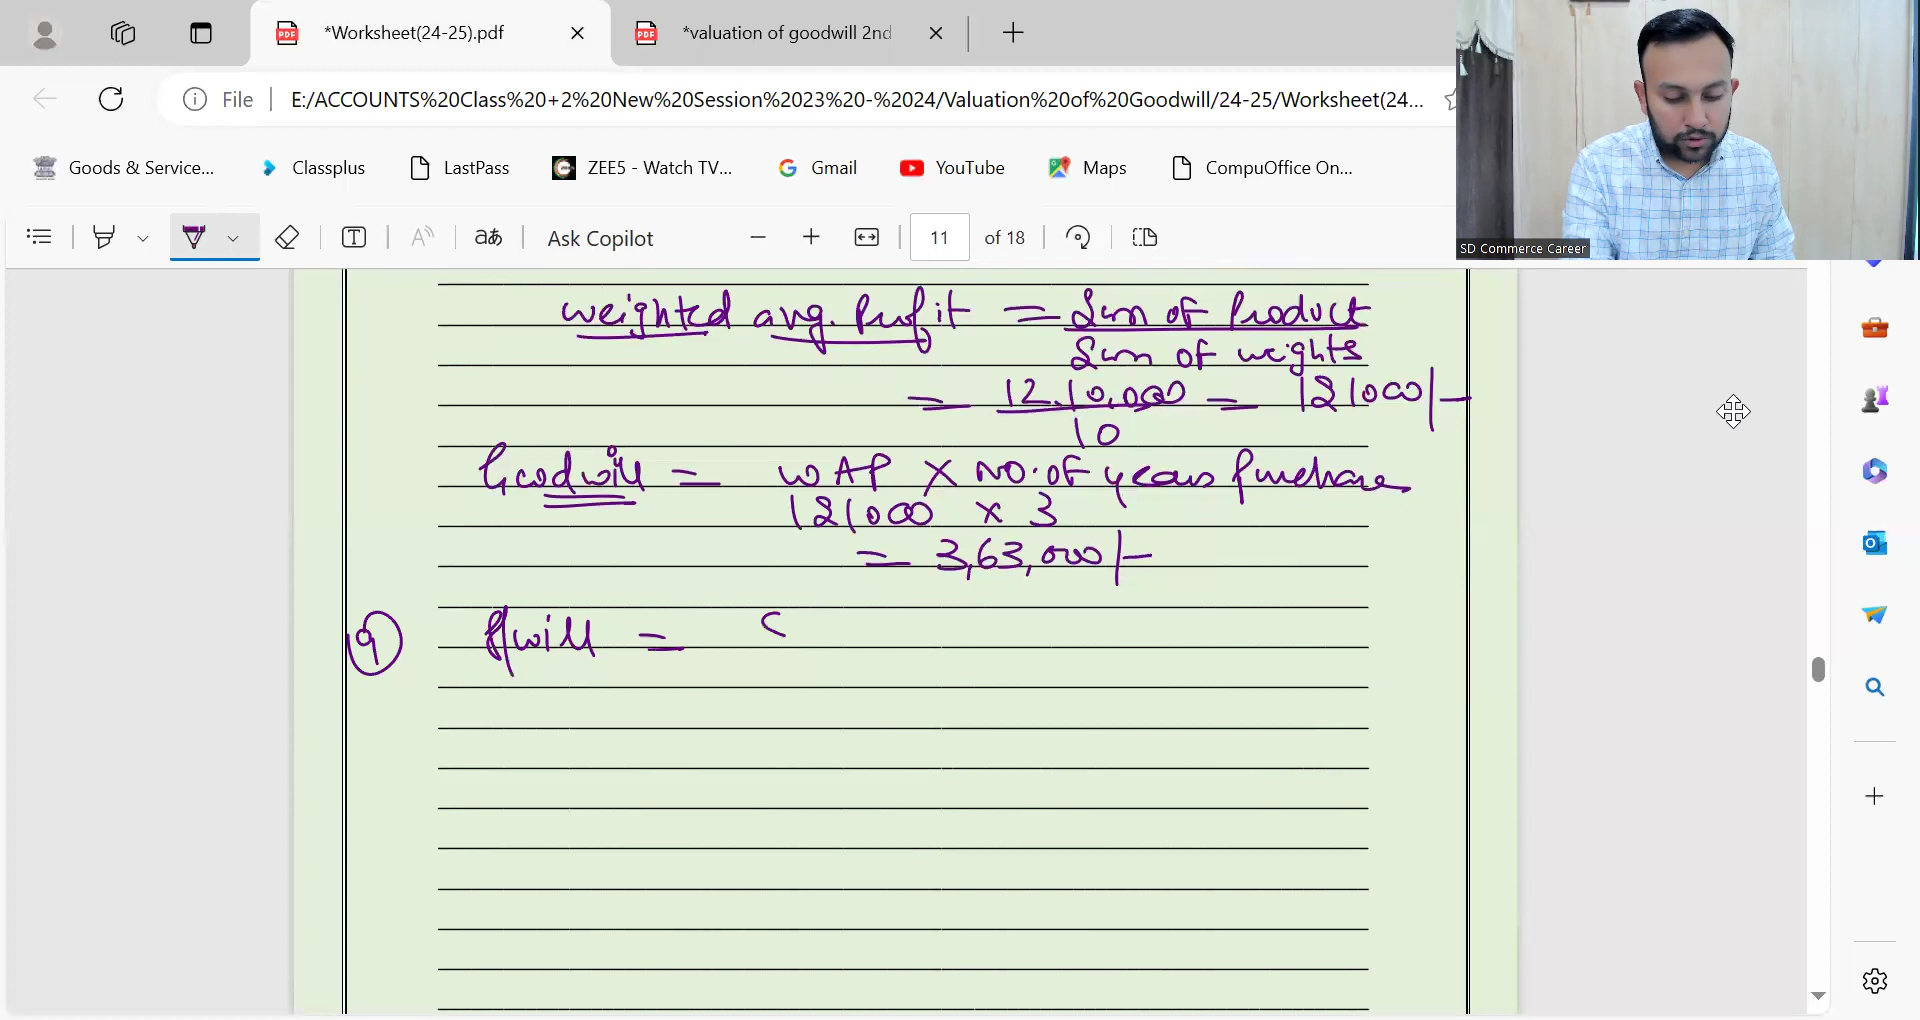 *Worksheet(24-25).pdf
*valuation of goodwill 2nd
File
E:/ACCOUNTS%20Class%20+2%20New%20Session%2023%20-%2024/Valuation%20of%20Goodwill/24-25/Worksheet(24...
Goods & Service...
Classplus
LastPass
ZEE5 - Watch TV...
Gmail
YouTube
Maps
CompuOffice On...
Ask Copilot
11 of 18
SD Commerce Career
weighted avg. Profit = Sum of Product
Sum of weights
= 12,10,000 = 121000/-
10
Goodwill = WAP X NO. of years Purchase
121000 x 3
= 3,63,000/-
9 G/will =